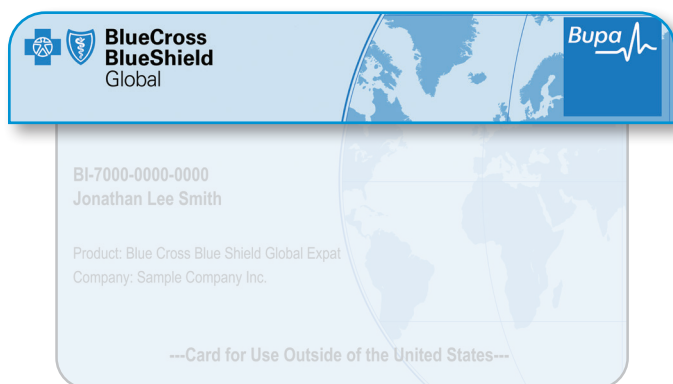 BlueCross
BlueShield
Global
Bupa
BI-7000-0000-0000
Jonathan Lee Smith
Product: Blue Cross Blue Shield Global Expat
Company: Sample Company Inc.
---Card for Use Outside of the United States---